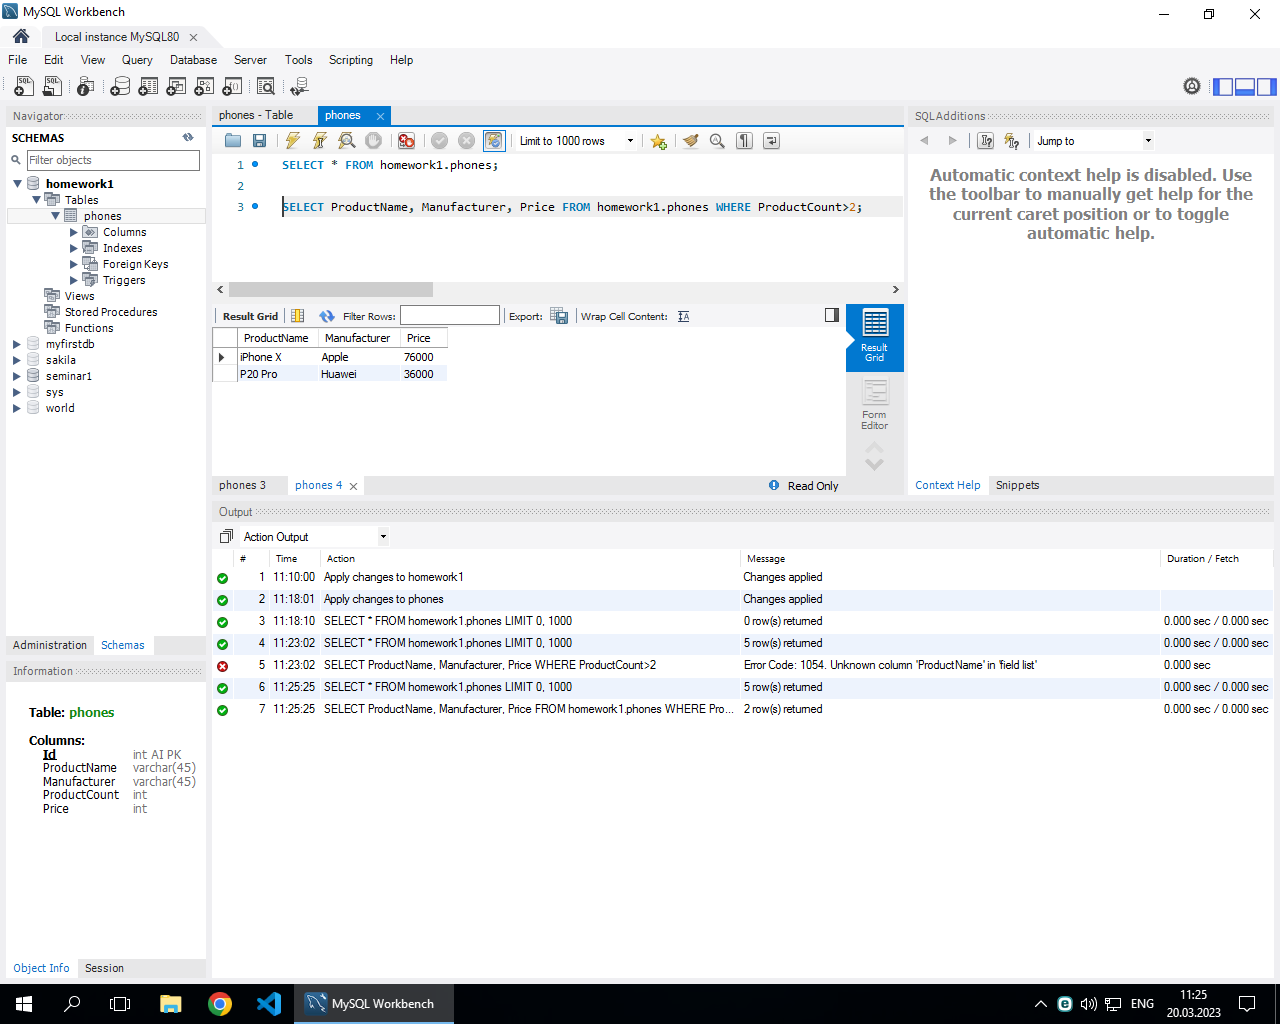 MySQL Workbench
Local instance MySQL80
File Edit View Query Database Server Tools Scripting Help
Navigator
SCHEMAS
Filter objects
homework1
Tables
phones
Columns
Indexes
Foreign Keys
Triggers
Views
Stored Procedures
Functions
myfirstdb
sakila
seminar1
sys
world
Administration Schemas
Information
Table: phones
Columns:
Id int AI PK
ProductName varchar(45)
Manufacturer varchar(45)
ProductCount int
Price int
Object Info Session
phones - Table phones
Limit to 1000 rows
1 SELECT * FROM homework1.phones;
2
3 SELECT ProductName, Manufacturer, Price FROM homework1.phones WHERE ProductCount>2;
Result Grid Filter Rows: Export: Wrap Cell Content:
ProductName Manufacturer Price
iPhone X Apple 76000
P20 Pro Huawei 36000
Result
Grid
Form
Editor
phones 3 phones 4 Read Only
SQLAdditions
Jump to
Automatic context help is disabled. Use
the toolbar to manually get help for the
current caret position or to toggle
automatic help.
Context Help Snippets
Output
Action Output
# Time Action Message Duration / Fetch
1 11:10:00 Apply changes to homework1 Changes applied
2 11:18:01 Apply changes to phones Changes applied
3 11:18:10 SELECT * FROM homework1.phones LIMIT 0, 1000 0 row(s) returned 0.000 sec / 0.000 sec
4 11:23:02 SELECT * FROM homework1.phones LIMIT 0, 1000 5 row(s) returned 0.000 sec / 0.000 sec
5 11:23:02 SELECT ProductName, Manufacturer, Price WHERE ProductCount>2 Error Code: 1054. Unknown column 'ProductName' in 'field list' 0.000 sec
6 11:25:25 SELECT * FROM homework1.phones LIMIT 0, 1000 5 row(s) returned 0.000 sec / 0.000 sec
7 11:25:25 SELECT ProductName, Manufacturer, Price FROM homework1.phones WHERE Pro... 2 row(s) returned 0.000 sec / 0.000 sec
MySQL Workbench
ENG
11:25
20.03.2023